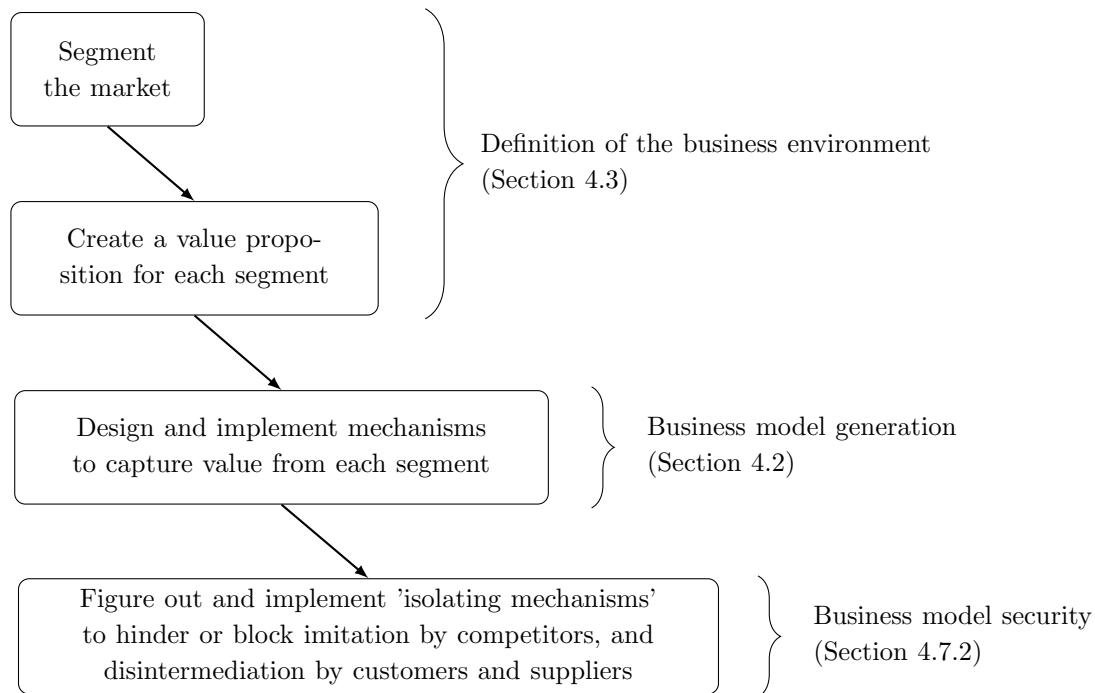 Segment
the market
Definition of the business environment
(Section 4.3)
Create a value propo-
sition for each segment
Design and implement mechanisms
to capture value from each segment
Business model generation
(Section 4.2)
Figure out and implement ’isolating mechanisms’
to hinder or block imitation by competitors, and
disintermediation by customers and suppliers
Business model security
(Section 4.7.2)